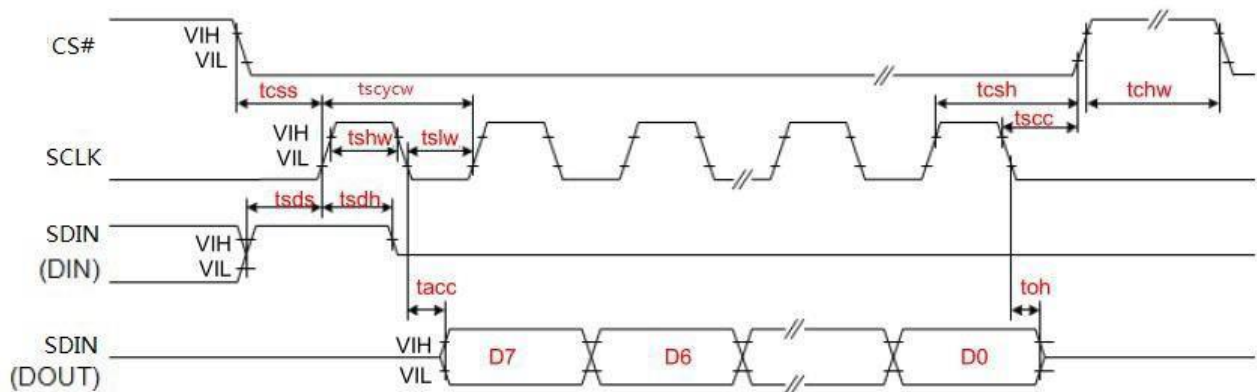 CS#
VIH
VIL
tcss
tscycw
tcsh
tchw
tscc
SCLK
VIH
VIL
tshw
tslw
tsds
tsdh
SDIN
(DIN)
VIH
VIL
tacc
toh
SDIN
(DOUT)
VIH
VIL
D7
D6
D0